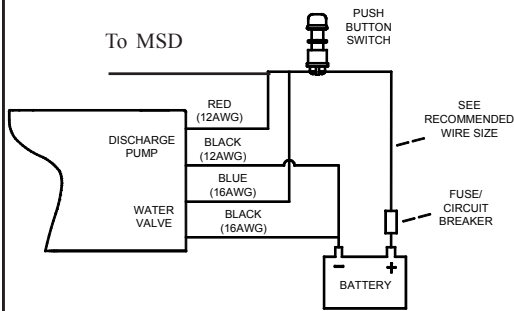 To MSD
PUSH
BUTTON
SWITCH
RED
(12AWG)
DISCHARGE
PUMP
BLACK
(12AWG)
BLUE
(16AWG)
WATER
VALVE
BLACK
(16AWG)
SEE
RECOMMENDED
WIRE SIZE
FUSE/
CIRCUIT
BREAKER
− +
BATTERY